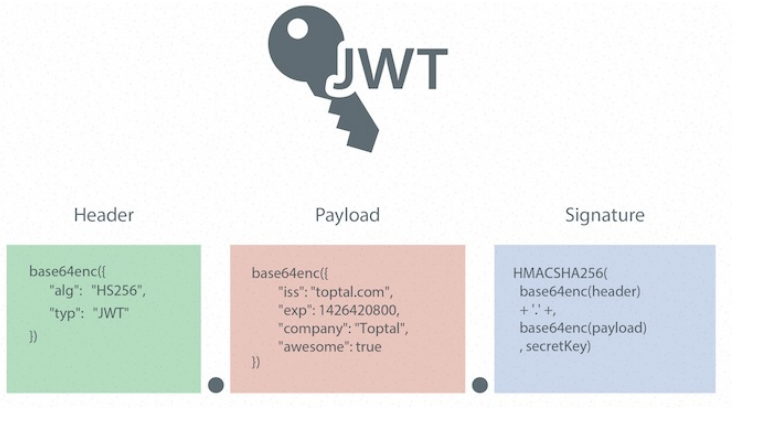 JWT
Header
Payload
Signature
base64enc({
"alg": "HS256",
"typ": "JWT"
})
base64enc({
"iss": "toptal.com",
"exp": 1426420800,
"company": "Toptal",
"awesome": true
})
HMACSHA256(
base64enc(header)
+ '.' +,
base64enc(payload)
, secretKey)